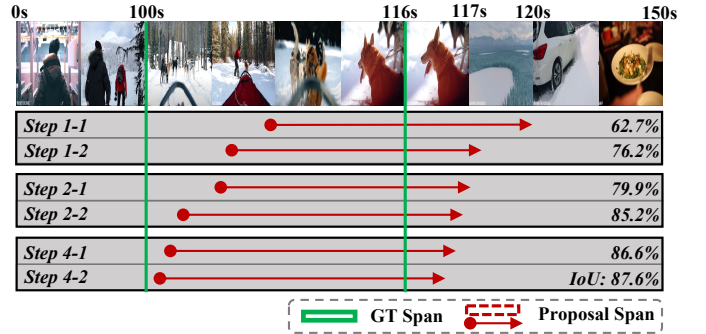 0s 100s 116s 117s 120s 150s
Step 1-1 62.7%
Step 1-2 76.2%
Step 2-1 79.9%
Step 2-2 85.2%
Step 4-1 86.6%
Step 4-2 IoU: 87.6%
GT Span Proposal Span